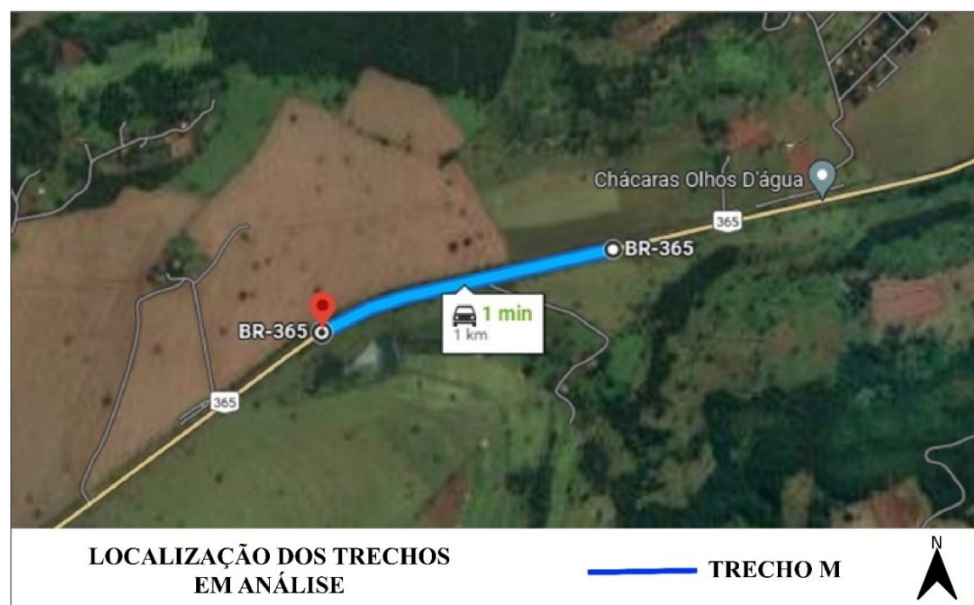 Chácaras Olhos D'água
365
BR-365
1 min
1 km
BR-365
365
LOCALIZAÇÃO DOS TRECHOS
EM ANÁLISE
TRECHO M
N